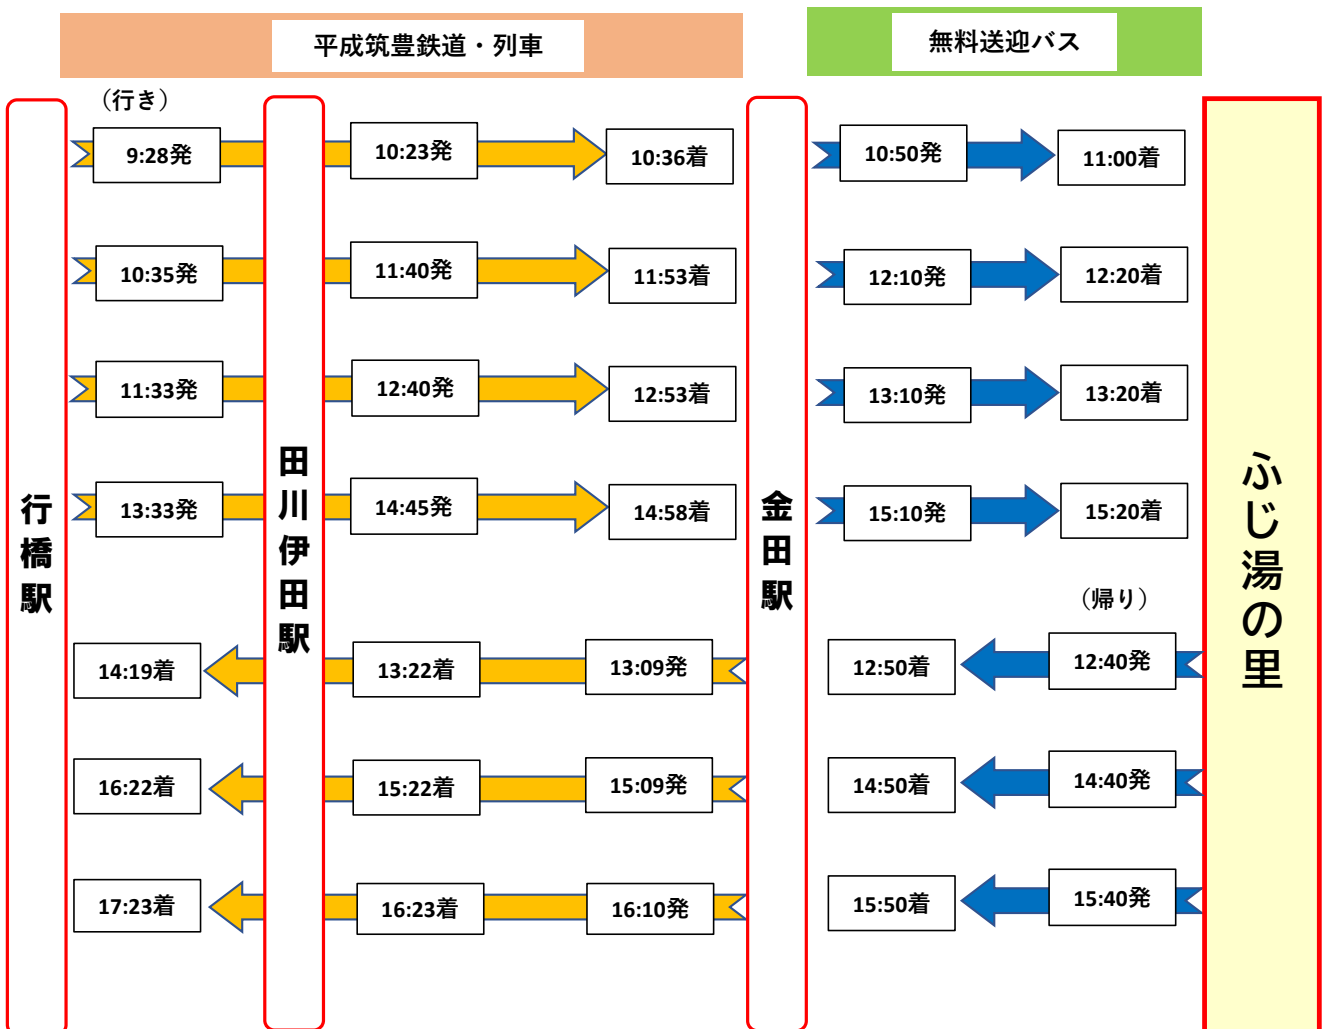 平成筑豊鉄道・列車
無料送迎バス
（行き）
行橋駅
田川伊田駅
金田駅
ふじ湯の里
9:28発
10:23発
10:36着
10:50発
11:00着
10:35発
11:40発
11:53着
12:10発
12:20着
11:33発
12:40発
12:53着
13:10発
13:20着
13:33発
14:45発
14:58着
15:10発
15:20着
（帰り）
14:19着
13:22着
13:09発
12:50着
12:40発
16:22着
15:22着
15:09発
14:50着
14:40発
17:23着
16:23着
16:10発
15:50着
15:40発